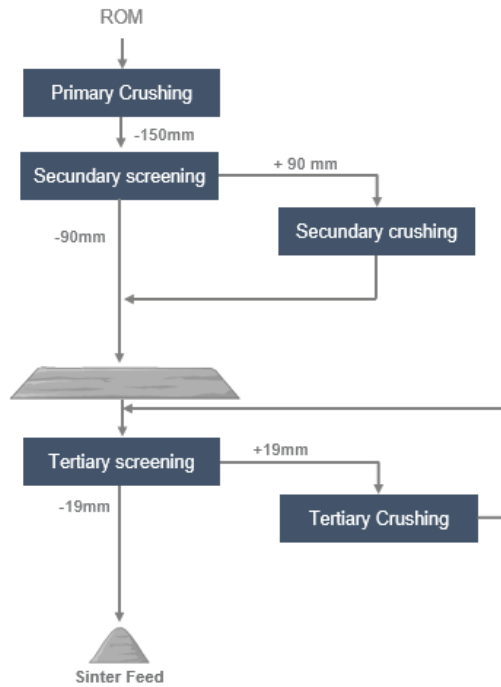 ROM
Primary Crushing
-150mm
Secundary screening
+ 90 mm
-90mm
Secundary crushing
Tertiary screening
+19mm
-19mm
Tertiary Crushing
Sinter Feed